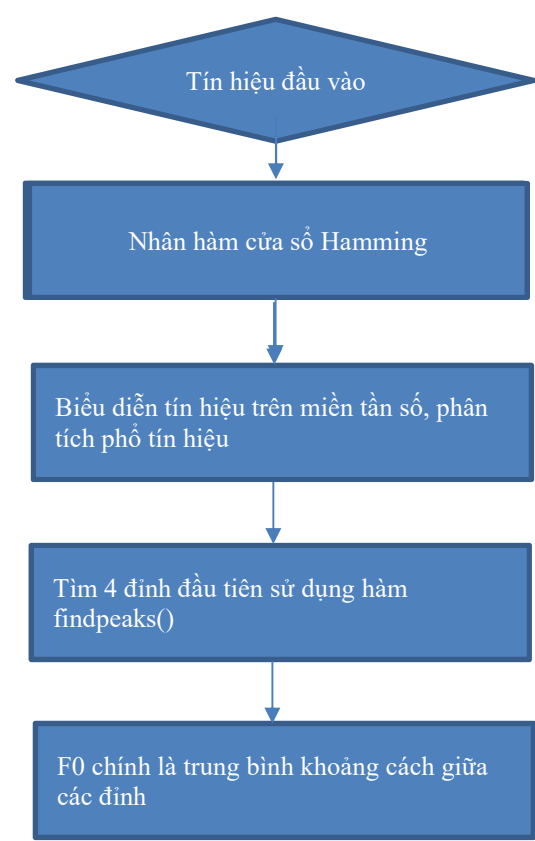 Tín hiệu đầu vào
Nhân hàm cửa sổ Hamming
Biểu diễn tín hiệu trên miền tần số, phân
tích phổ tín hiệu
Tìm 4 đỉnh đầu tiên sử dụng hàm
findpeaks()
F0 chính là trung bình khoảng cách giữa
các đỉnh